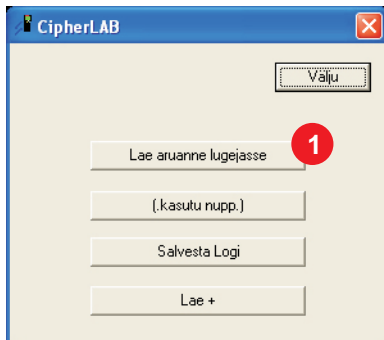 CipherLAB
Välju
Lae aruanne lugejasse
1
(.kasutu nupp.)
Salvesta Logi
Lae +